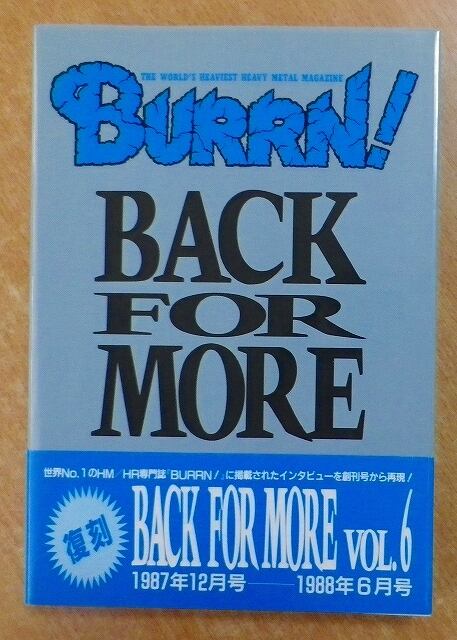 THE WORLD'S HEAVIEST HEAVY METAL MAGAZINE
BURRN!
BACK
FOR
MORE
世界No.1のHM/HR専門誌『BURRN!』に掲載されたインタビューを創刊号から再現!
復刻
BACK FOR MORE VOL.6
1987年12月号——1988年6月号